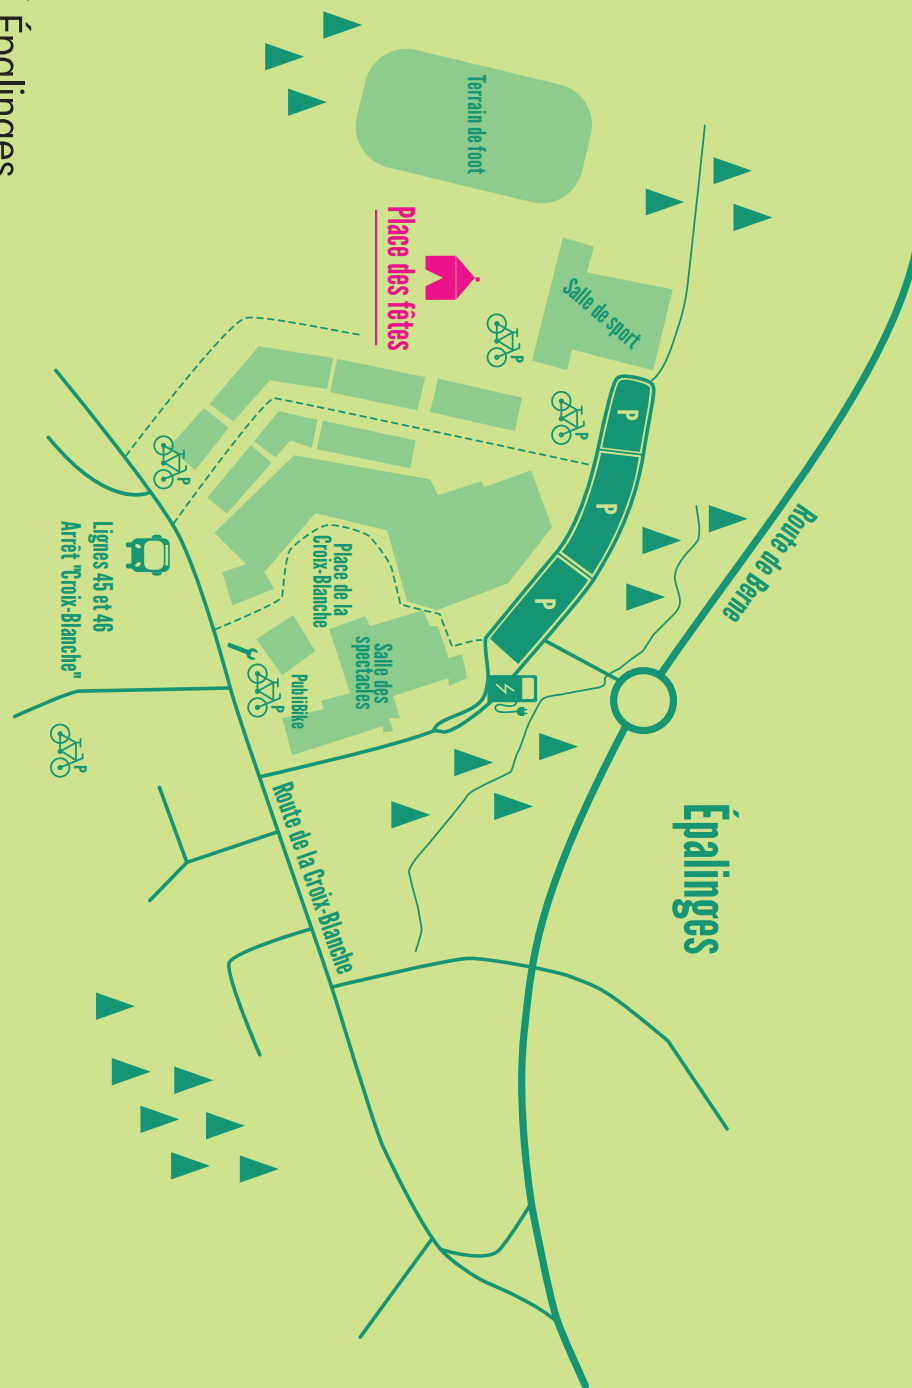 Épalinges
Terrain de foot
Place des fêtes
Salle de sport
P
P
P
P
P
Route de Berne
P
Lignes 45 et 46
Arrêt "Croix-Blanche"
Place de la
Croix-Blanche
Salle des
spectacles
PubliBike
P
P
Épalinges
Route de la Croix-Blanche